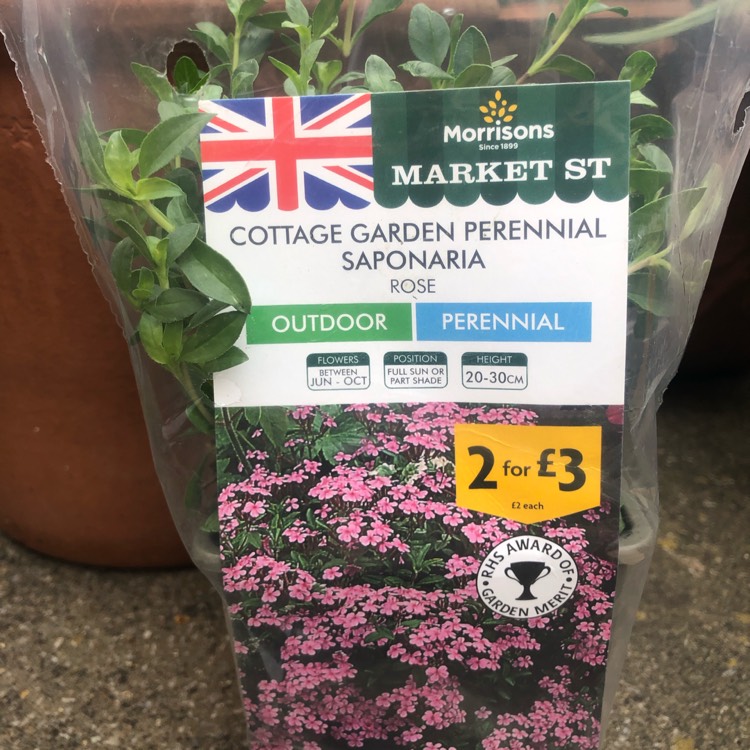 Morrisons
Since 1899
MARKET ST
COTTAGE GARDEN PERENNIAL
SAPONARIA
ROSE
OUTDOOR
PERENNIAL
FLOWERS
BETWEEN
JUN - OCT
POSITION
FULL SUN OR
PART SHADE
HEIGHT
20-30CM
2 for £3
£2 each
RHS AWARD OF
GARDEN MERIT